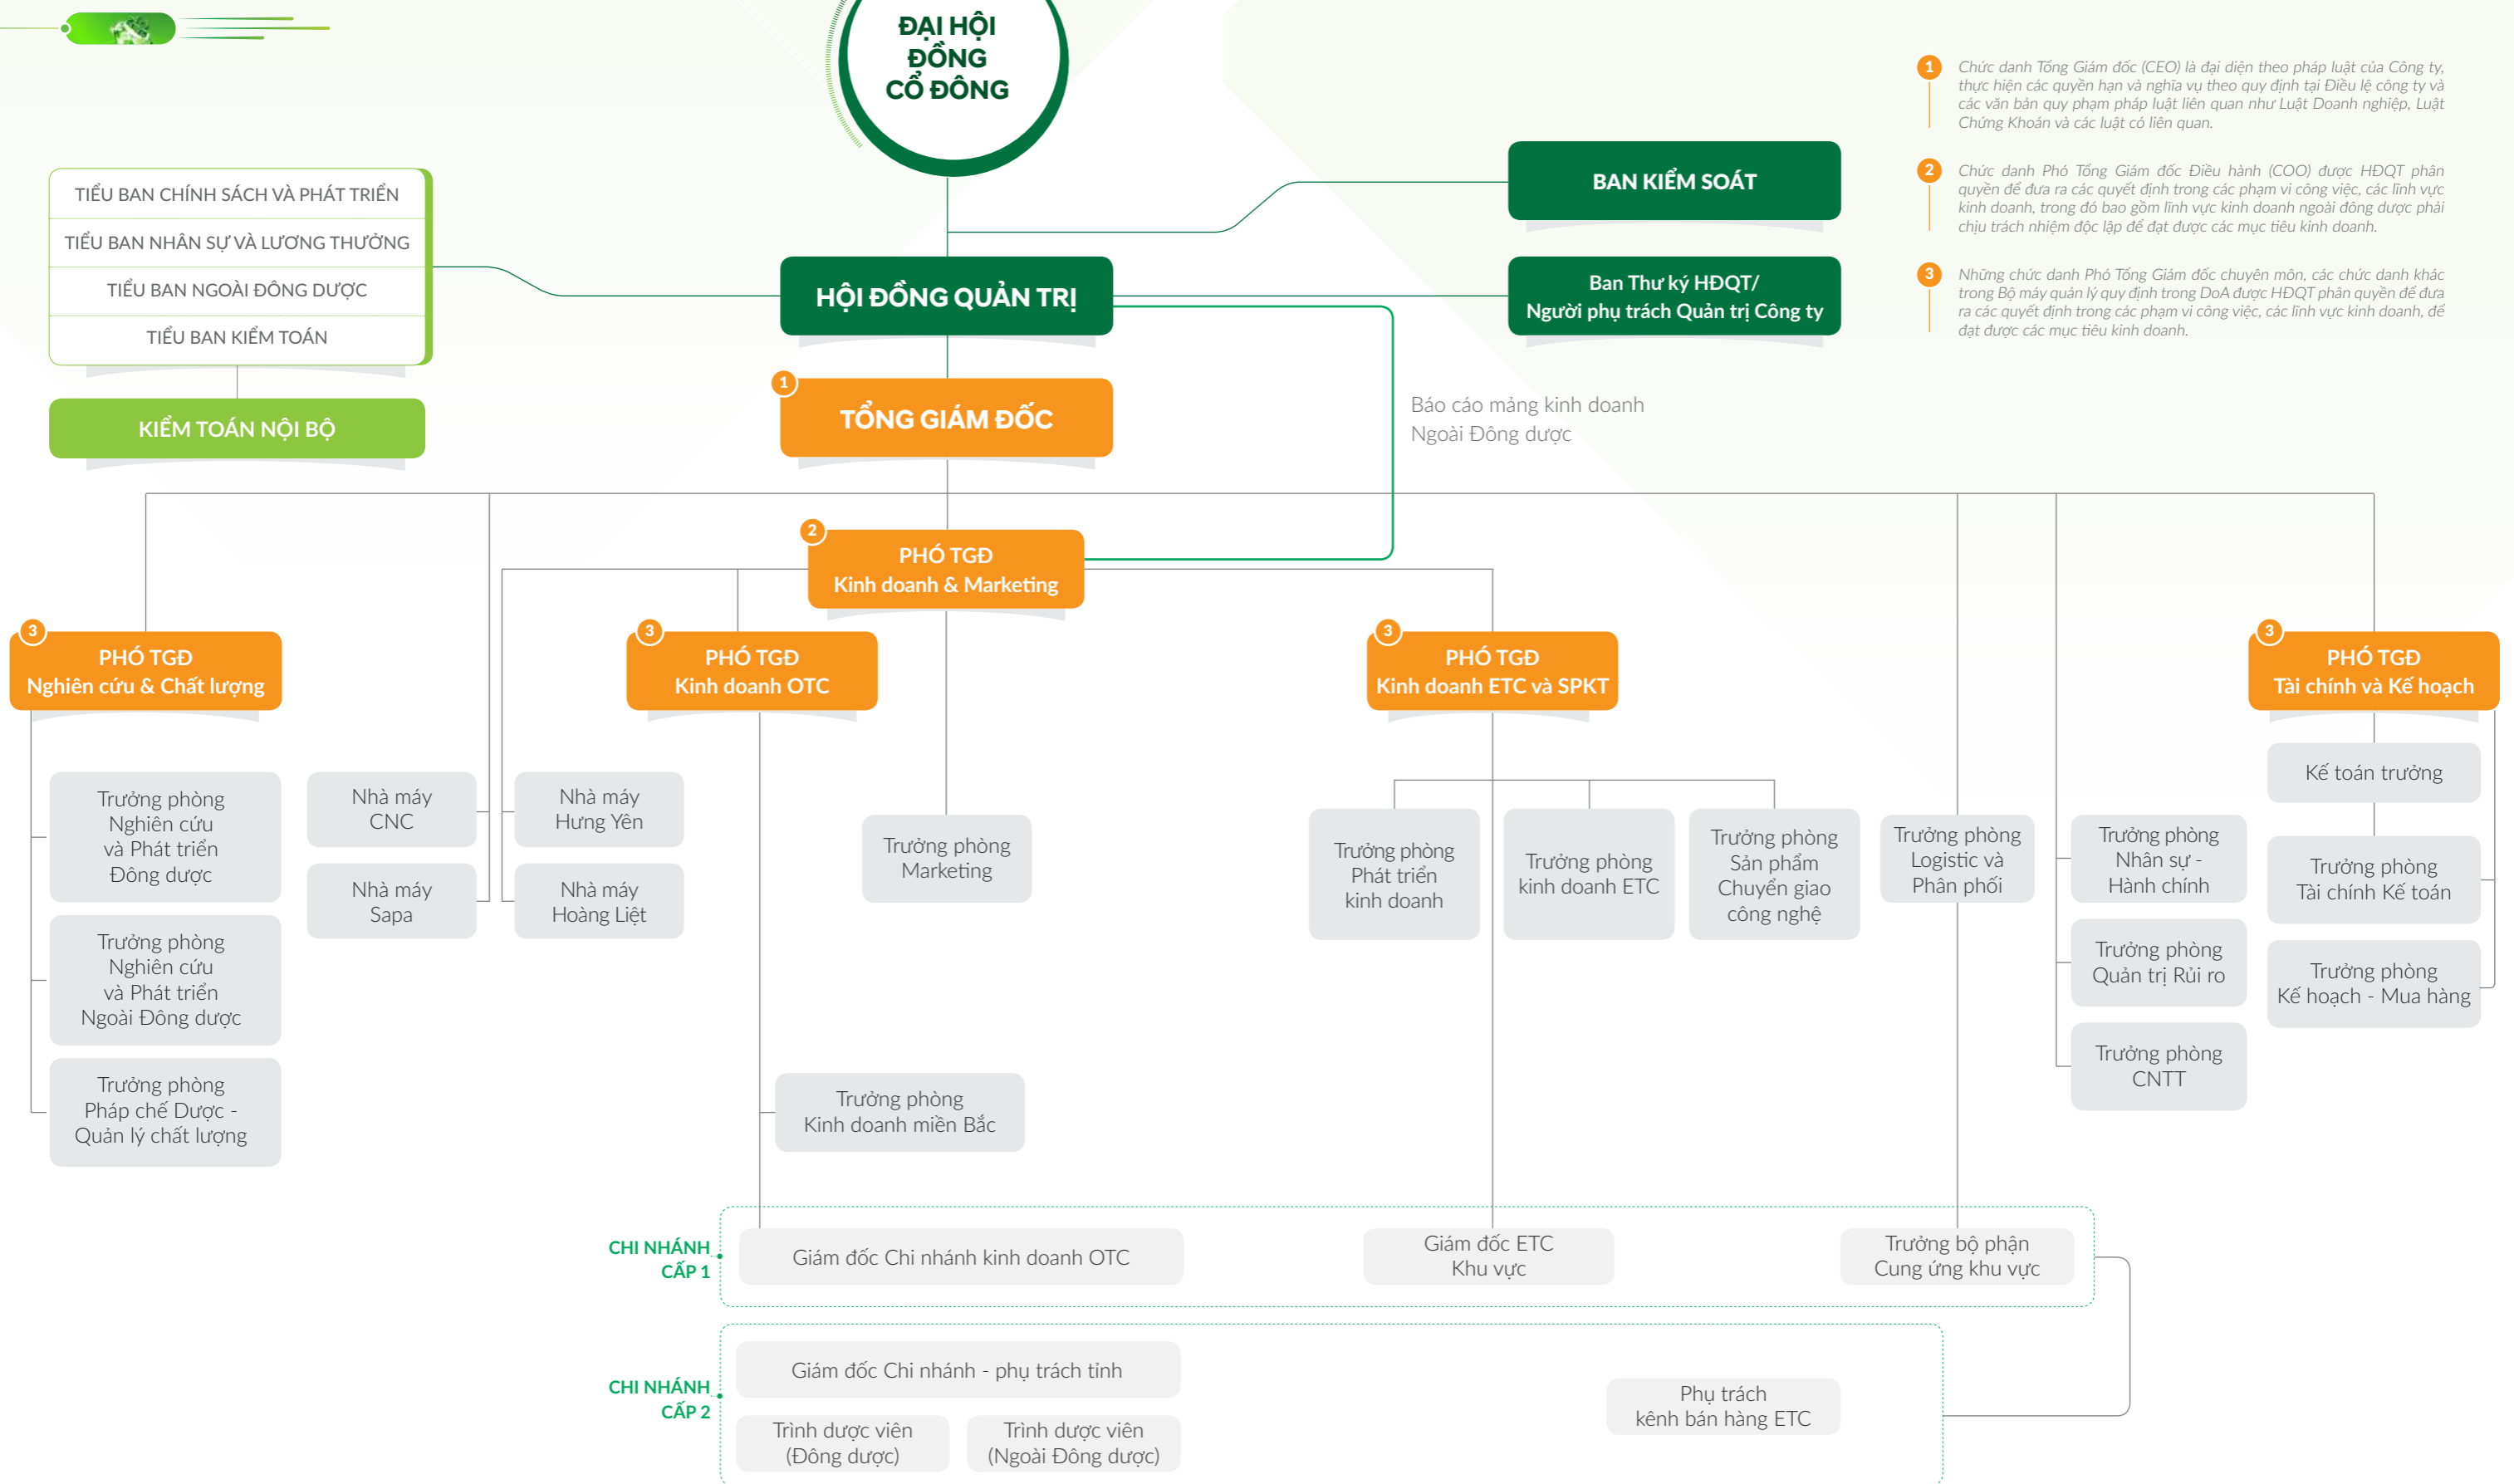 ĐẠI HỘI
ĐỒNG
CỔ ĐÔNG
1
Chức danh Tổng Giám đốc (CEO) là đại diện theo pháp luật của Công ty,
thực hiện các quyền hạn và nghĩa vụ theo quy định tại Điều lệ công ty và
các văn bản quy phạm pháp luật liên quan như Luật Doanh nghiệp, Luật
Chứng Khoán và các luật có liên quan.
2
Chức danh Phó Tổng Giám đốc Điều hành (COO) được HĐQT phân
quyền để đưa ra các quyết định trong các phạm vi công việc, các lĩnh vực
kinh doanh, trong đó bao gồm lĩnh vực kinh doanh ngoài đông dược phải
chịu trách nhiệm độc lập để đạt được các mục tiêu kinh doanh.
3
Những chức danh Phó Tổng Giám đốc chuyên môn, các chức danh khác
trong Bộ máy quản lý quy định trong DoA được HĐQT phân quyền để đưa
ra các quyết định trong các phạm vi công việc, các lĩnh vực kinh doanh, để
đạt được các mục tiêu kinh doanh.
BAN KIỂM SOÁT
TIỂU BAN CHÍNH SÁCH VÀ PHÁT TRIỂN
TIỂU BAN NHÂN SỰ VÀ LƯƠNG THƯỞNG
TIỂU BAN NGOÀI ĐÔNG DƯỢC
TIỂU BAN KIỂM TOÁN
HỘI ĐỒNG QUẢN TRỊ
Ban Thư ký HĐQT/
Người phụ trách Quản trị Công ty
KIỂM TOÁN NỘI BỘ
1
TỔNG GIÁM ĐỐC
Báo cáo mảng kinh doanh
Ngoài Đông dược
2
PHÓ TGĐ
Kinh doanh & Marketing
3
PHÓ TGĐ
Nghiên cứu & Chất lượng
3
PHÓ TGĐ
Kinh doanh OTC
3
PHÓ TGĐ
Kinh doanh ETC và SPKT
3
PHÓ TGĐ
Tài chính và Kế hoạch
Trưởng phòng
Nghiên cứu
và Phát triển
Đông dược
Trưởng phòng
Nghiên cứu
và Phát triển
Ngoài Đông dược
Trưởng phòng
Pháp chế Dược -
Quản lý chất lượng
Nhà máy
CNC
Nhà máy
Sapa
Nhà máy
Hưng Yên
Nhà máy
Hoàng Liệt
Trưởng phòng
Marketing
Trưởng phòng
Phát triển
kinh doanh
Trưởng phòng
kinh doanh ETC
Trưởng phòng
Sản phẩm
Chuyển giao
công nghệ
Trưởng phòng
Logistic và
Phân phối
Trưởng phòng
Nhân sự -
Hành chính
Trưởng phòng
Quản trị Rủi ro
Trưởng phòng
CNTT
Kế toán trưởng
Trưởng phòng
Tài chính Kế toán
Trưởng phòng
Kế hoạch - Mua hàng
Trưởng phòng
Kinh doanh miền Bắc
CHI NHÁNH
CẤP 1
Giám đốc Chi nhánh kinh doanh OTC
Giám đốc ETC
Khu vực
Trưởng bộ phận
Cung ứng khu vực
CHI NHÁNH
CẤP 2
Giám đốc Chi nhánh - phụ trách tỉnh
Trình dược viên
(Đông dược)
Trình dược viên
(Ngoài Đông dược)
Phụ trách
kênh bán hàng ETC